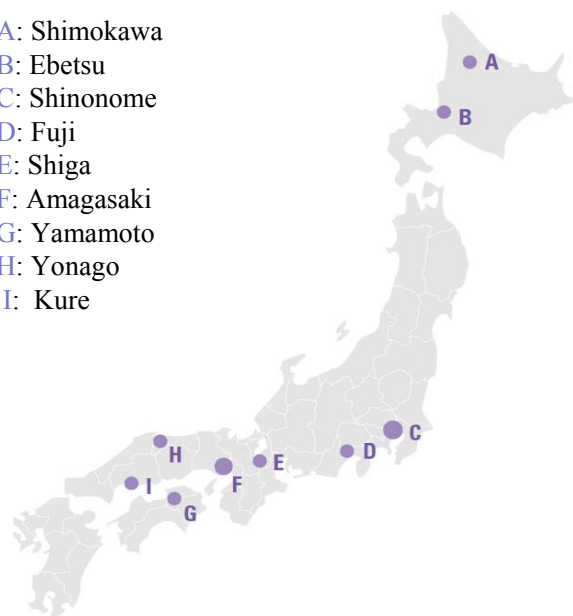 A: Shimokawa
B: Ebetsu
C: Shinonome
D: Fuji
E: Shiga
F: Amagasaki
G: Yamamoto
H: Yonago
I: Kure
A
B
C
D
E
F
G
H
I